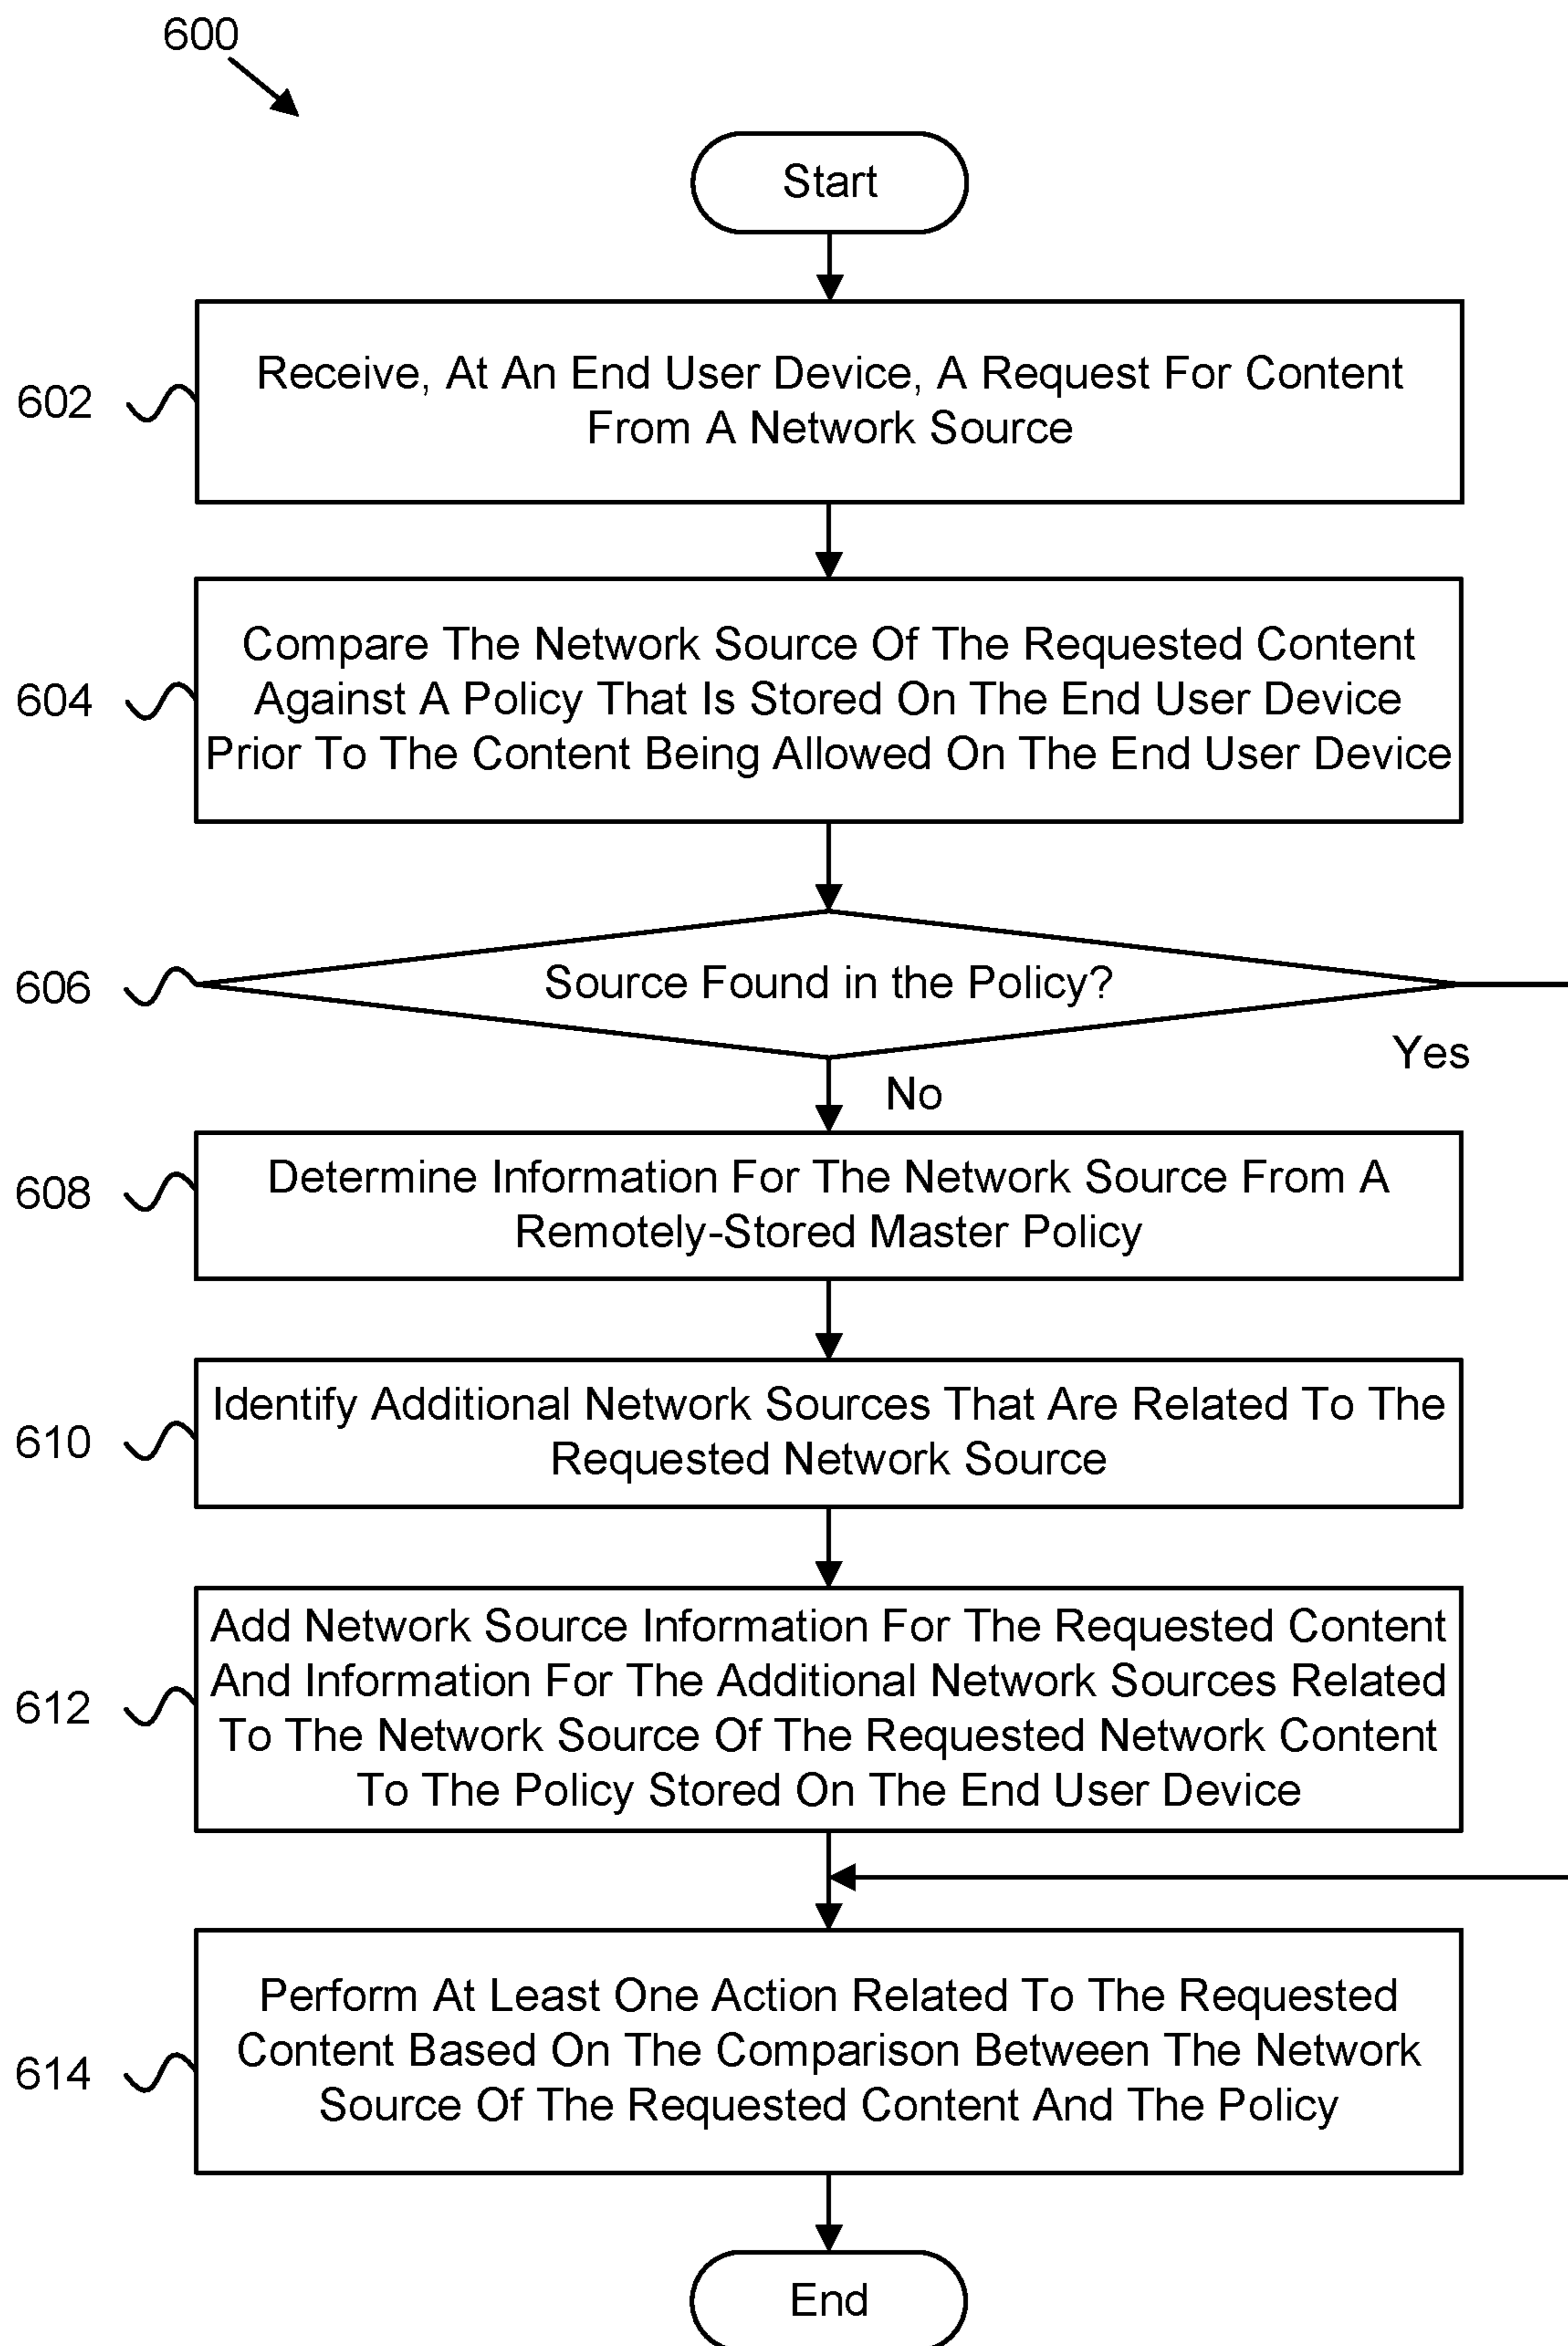 600
Start
602
Receive, At An End User Device, A Request For Content
From A Network Source
604
Compare The Network Source Of The Requested Content
Against A Policy That Is Stored On The End User Device
Prior To The Content Being Allowed On The End User Device
606
Source Found in the Policy?
Yes
No
608
Determine Information For The Network Source From A
Remotely-Stored Master Policy
610
Identify Additional Network Sources That Are Related To The
Requested Network Source
612
Add Network Source Information For The Requested Content
And Information For The Additional Network Sources Related
To The Network Source Of The Requested Network Content
To The Policy Stored On The End User Device
614
Perform At Least One Action Related To The Requested
Content Based On The Comparison Between The Network
Source Of The Requested Content And The Policy
End